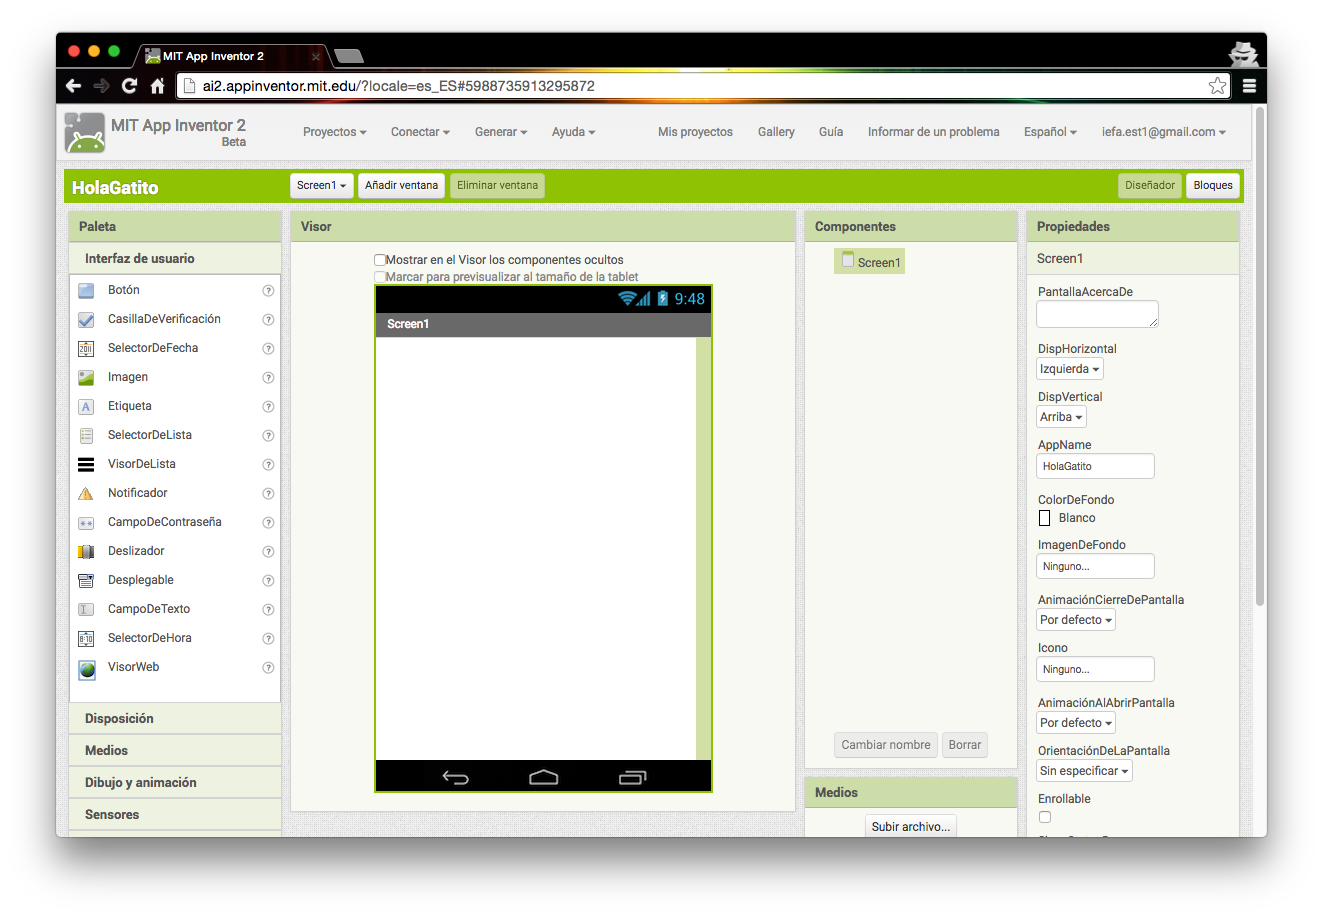 MIT App Inventor 2
ai2.appinventor.mit.edu/?locale=es_ES#5988735913295872
MIT App Inventor 2
Beta
Proyectos
Conectar
Generar
Ayuda
Mis proyectos
Gallery
Guía
Informar de un problema
Español
iefa.est1@gmail.com
HolaGatito
Screen1
Añadir ventana
Eliminar ventana
Diseñador
Bloques
Paleta
Interfaz de usuario
Botón ?
CasillaDeVerificación ?
SelectorDeFecha ?
Imagen ?
Etiqueta ?
SelectorDeLista ?
VisorDeLista ?
Notificador ?
CampoDeContraseña ?
Deslizador ?
Desplegable ?
CampoDeTexto ?
SelectorDeHora ?
VisorWeb ?
Disposición
Medios
Dibujo y animación
Sensores
Visor
Mostrar en el Visor los componentes ocultos
Marcar para previsualizar al tamaño de la tablet
9:48
Screen1
Componentes
Screen1
Cambiar nombre
Borrar
Medios
Subir archivo...
Propiedades
Screen1
PantallaAcercaDe
DispHorizontal
Izquierda
DispVertical
Arriba
AppName
HolaGatito
ColorDeFondo
Blanco
ImagenDeFondo
Ninguno...
AnimaciónCierreDePantalla
Por defecto
Icono
Ninguno...
AnimaciónAlAbrirPantalla
Por defecto
OrientaciónDeLaPantalla
Sin especificar
Enrollable